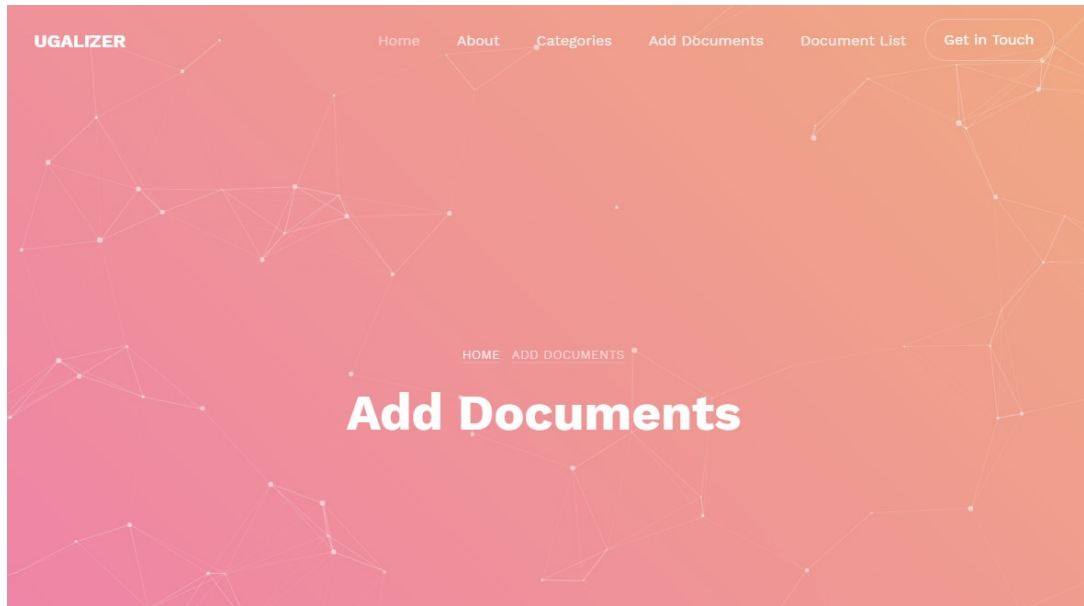 UGALIZER Home About Categories Add Documents Document List Get in Touch
HOME ADD DOCUMENTS
Add Documents